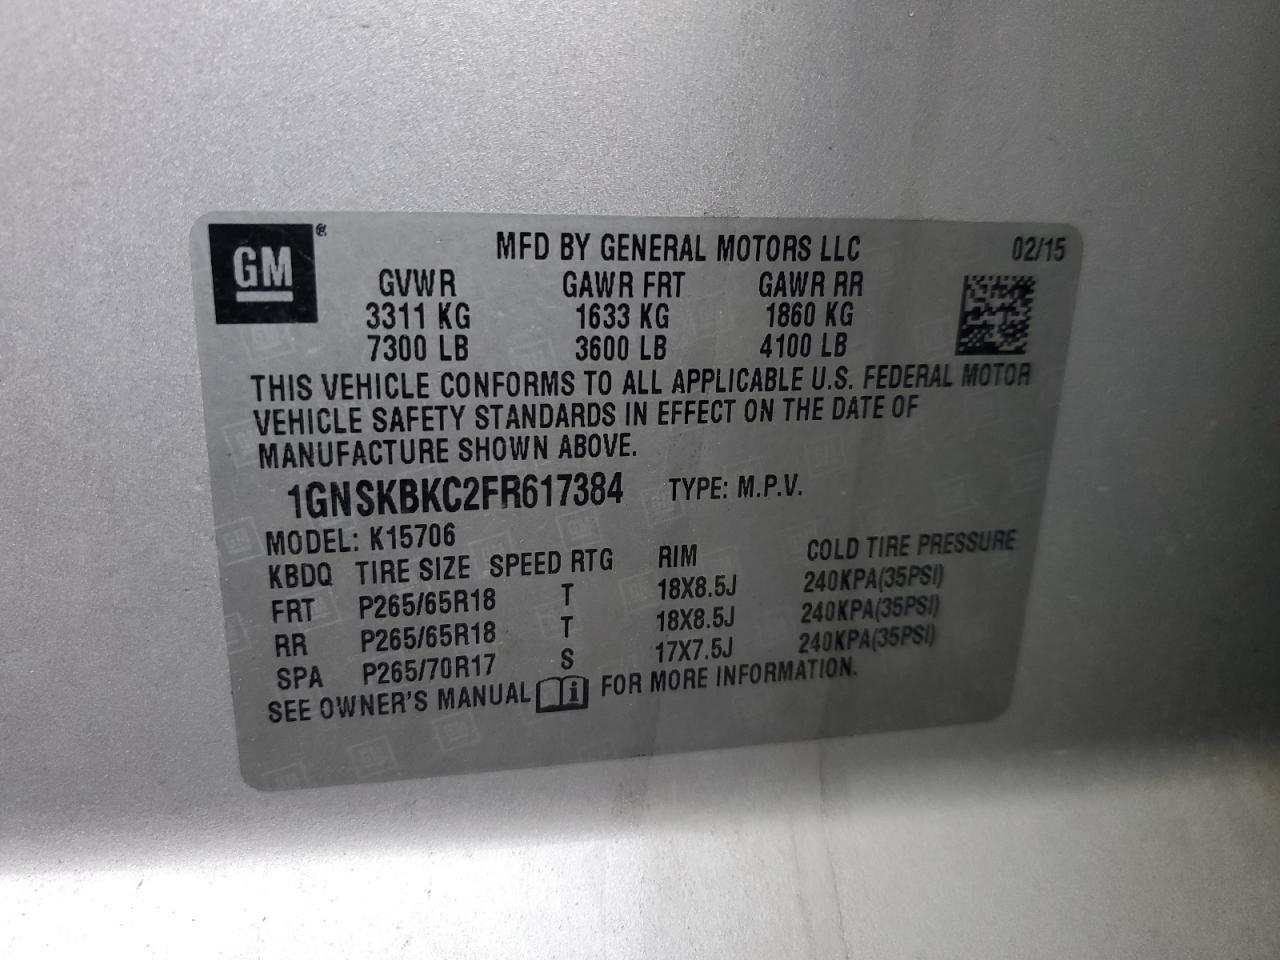 GM®
MFD BY GENERAL MOTORS LLC 02/15
GVWR GAWR FRT GAWR RR
3311 KG 1633 KG 1860 KG
7300 LB 3600 LB 4100 LB
THIS VEHICLE CONFORMS TO ALL APPLICABLE U.S. FEDERAL MOTOR
VEHICLE SAFETY STANDARDS IN EFFECT ON THE DATE OF
MANUFACTURE SHOWN ABOVE.
1GNSKBKC2FR617384 TYPE: M.P.V.
MODEL: K15706
KBDQ TIRE SIZE SPEED RTG RIM COLD TIRE PRESSURE
FRT P265/65R18 T 18X8.5J 240KPA(35PSI)
RR P265/65R18 T 18X8.5J 240KPA(35PSI)
SPA P265/70R17 S 17X7.5J 240KPA(35PSI)
SEE OWNER'S MANUAL i FOR MORE INFORMATION.